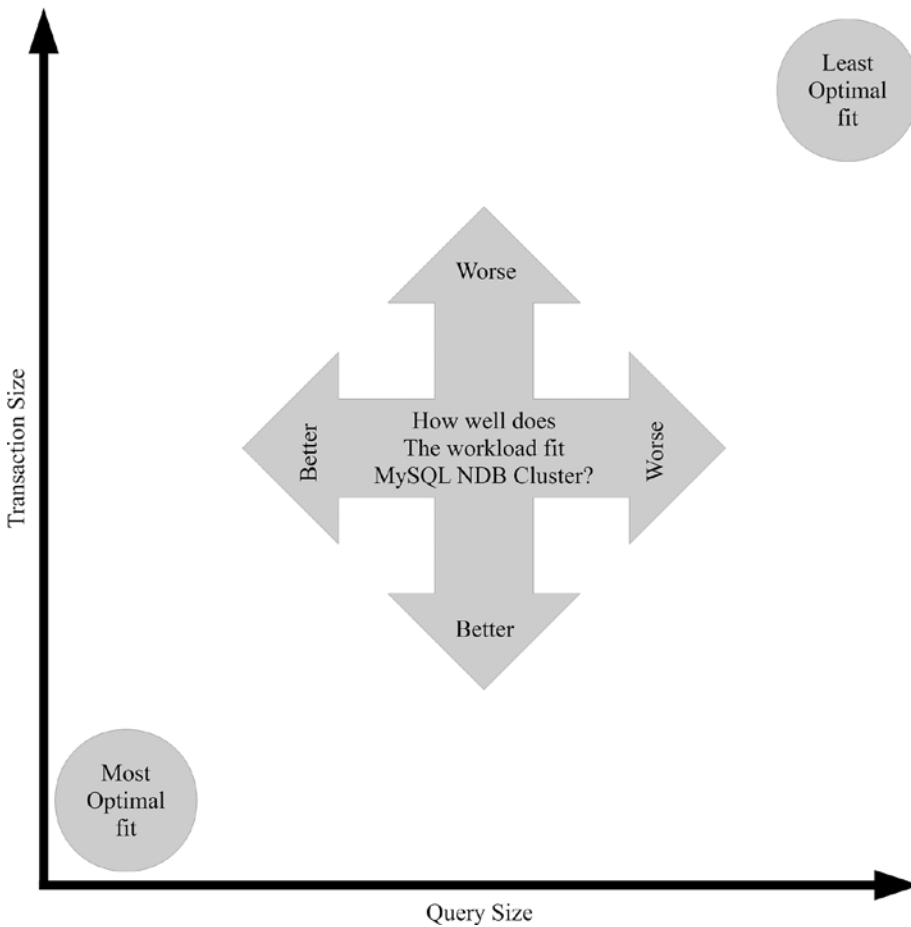 Least
Optimal
fit
Worse
Transaction Size
Better
How well does
The workload fit
MySQL NDB Cluster?
Worse
Better
Most
Optimal
fit
Query Size